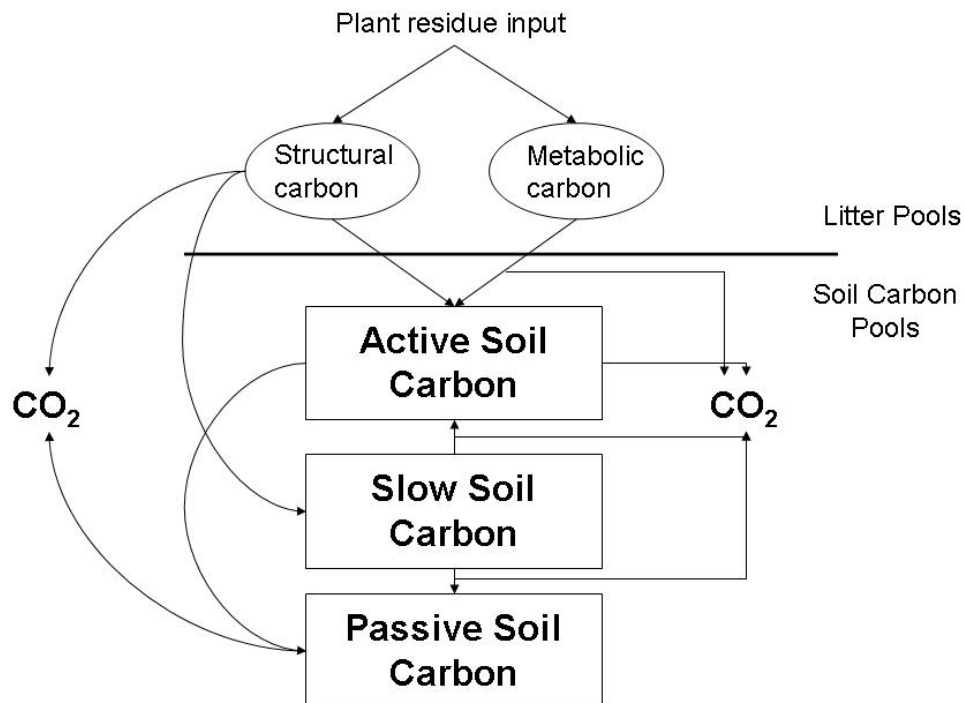 Plant residue input
Structural
carbon
Metabolic
carbon
Litter Pools
Soil Carbon
Pools
Active Soil
Carbon
CO₂
CO₂
Slow Soil
Carbon
Passive Soil
Carbon